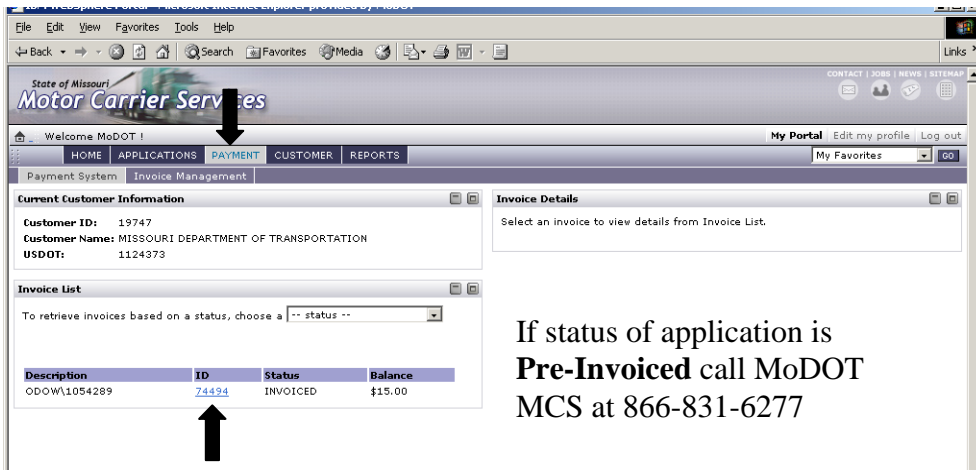 File Edit View Favorites Tools Help
Back Search Favorites Media Links
State of Missouri
Motor Carrier Services
CONTACT | JOBS | NEWS | SITEMAP
Welcome MoDOT !
My Portal Edit my profile Log out
HOME APPLICATIONS PAYMENT CUSTOMER REPORTS
My Favorites GO
Payment System Invoice Management
Current Customer Information
Customer ID: 19747
Customer Name: MISSOURI DEPARTMENT OF TRANSPORTATION
USDOT: 1124373
Invoice Details
Select an invoice to view details from Invoice List.
Invoice List
To retrieve invoices based on a status, choose a -- status --
Description ID Status Balance
ODOW\1054289 74494 INVOICED $15.00
If status of application is
Pre-Invoiced call MoDOT
MCS at 866-831-6277